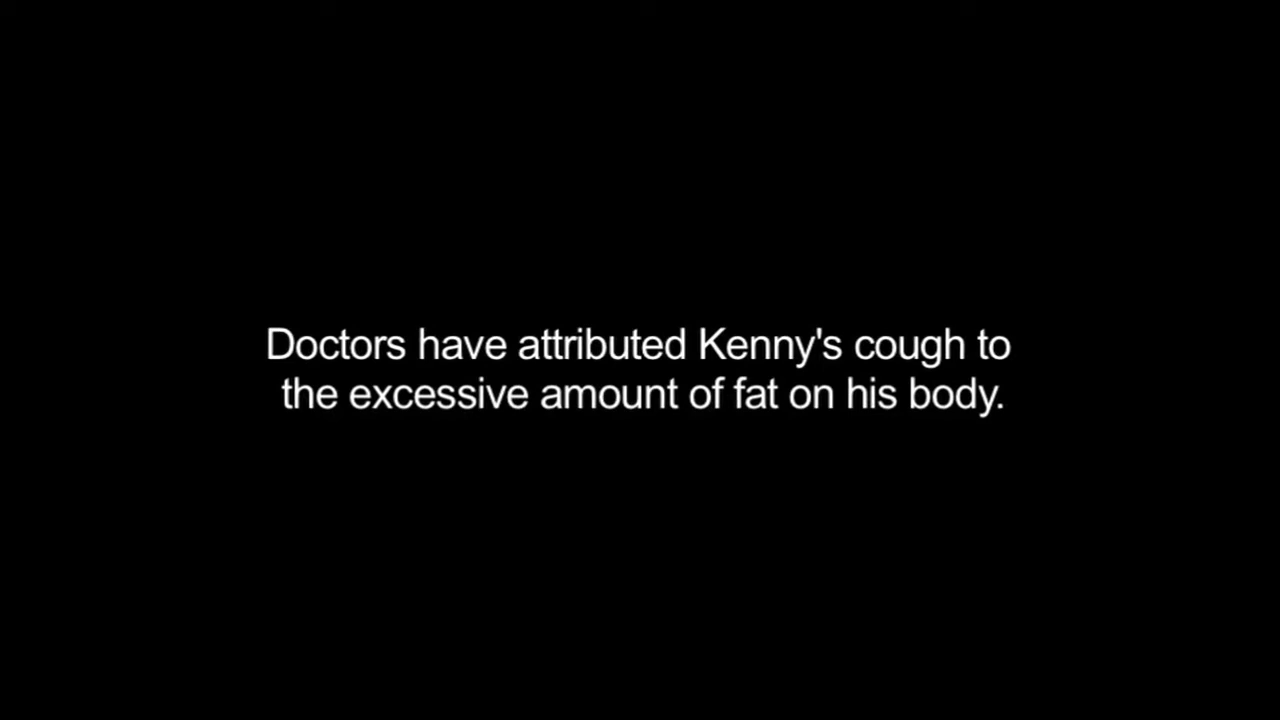 Doctors have attributed Kenny's cough to
the excessive amount of fat on his body.